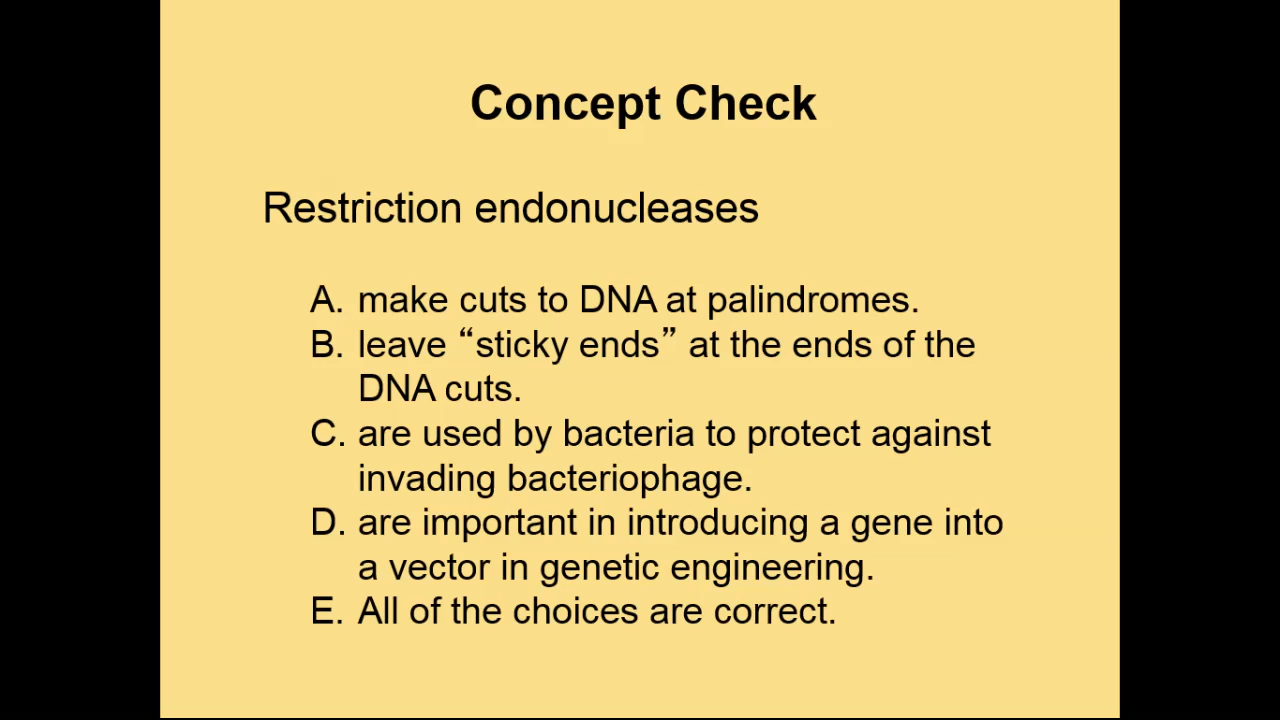 Concept Check
Restriction endonucleases
A. make cuts to DNA at palindromes.
B. leave “sticky ends” at the ends of the
DNA cuts.
C. are used by bacteria to protect against
invading bacteriophage.
D. are important in introducing a gene into
a vector in genetic engineering.
E. All of the choices are correct.